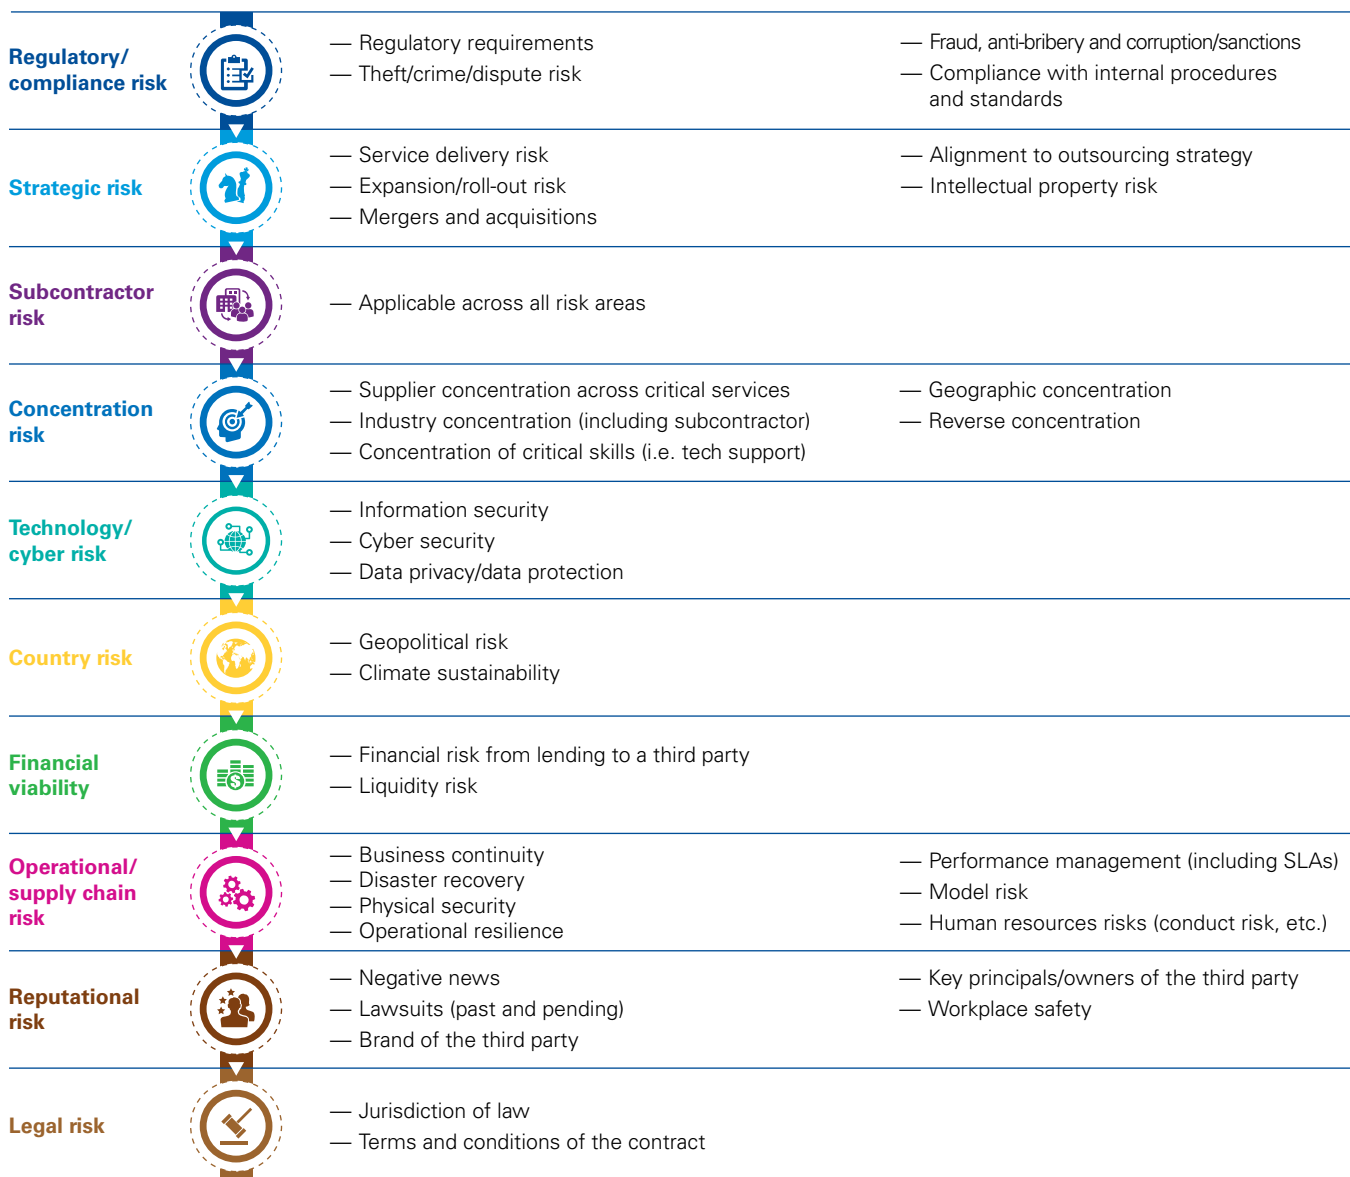 Regulatory/
compliance risk
— Regulatory requirements
— Theft/crime/dispute risk
— Fraud, anti-bribery and corruption/sanctions
— Compliance with internal procedures
and standards
Strategic risk
— Service delivery risk
— Expansion/roll-out risk
— Mergers and acquisitions
— Alignment to outsourcing strategy
— Intellectual property risk
Subcontractor
risk
— Applicable across all risk areas
Concentration
risk
— Supplier concentration across critical services
— Industry concentration (including subcontractor)
— Concentration of critical skills (i.e. tech support)
— Geographic concentration
— Reverse concentration
Technology/
cyber risk
— Information security
— Cyber security
— Data privacy/data protection
Country risk
— Geopolitical risk
— Climate sustainability
Financial
viability
— Financial risk from lending to a third party
— Liquidity risk
Operational/
supply chain
risk
— Business continuity
— Disaster recovery
— Physical security
— Operational resilience
— Performance management (including SLAs)
— Model risk
— Human resources risks (conduct risk, etc.)
Reputational
risk
— Negative news
— Lawsuits (past and pending)
— Brand of the third party
— Key principals/owners of the third party
— Workplace safety
Legal risk
— Jurisdiction of law
— Terms and conditions of the contract